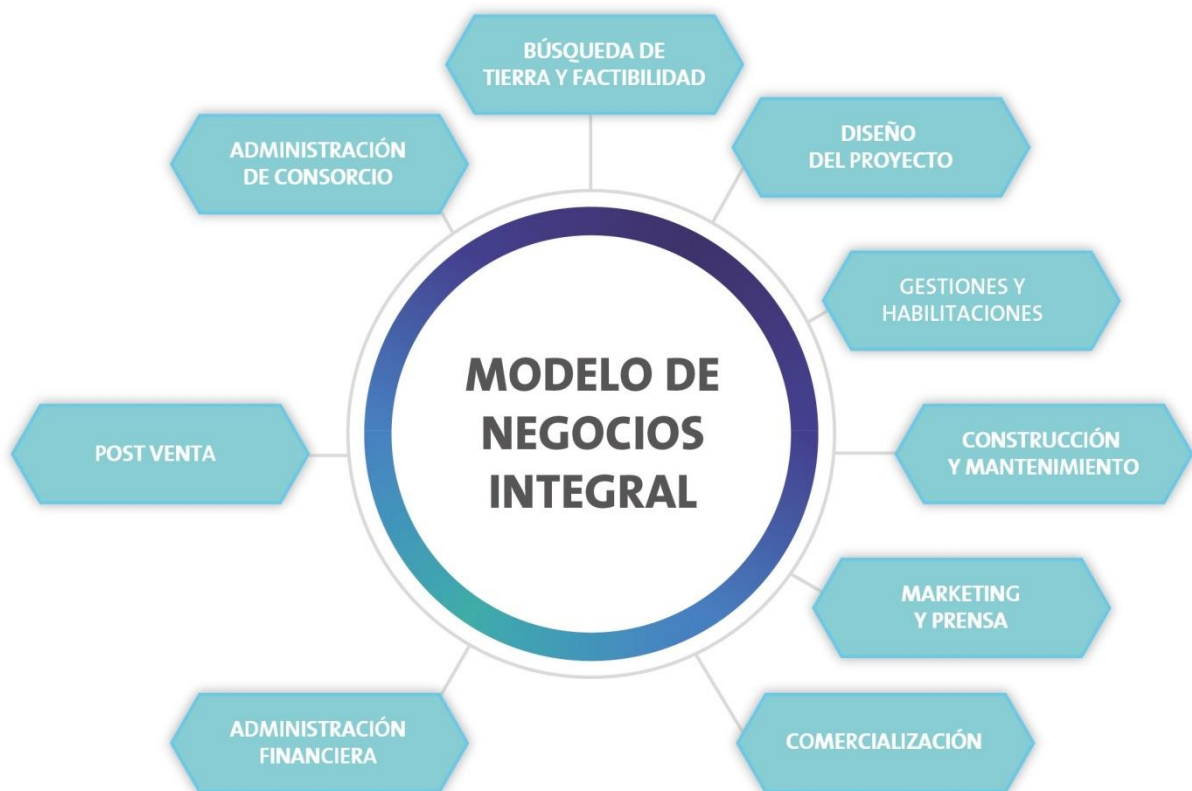 BÚSQUEDA DE
TIERRA Y FACTIBILIDAD
DISEÑO
DEL PROYECTO
GESTIONES Y
HABILITACIONES
CONSTRUCCIÓN
Y MANTENIMIENTO
MARKETING
Y PRENSA
COMERCIALIZACIÓN
ADMINISTRACIÓN
FINANCIERA
POST VENTA
ADMINISTRACIÓN
DE CONSORCIO
MODELO DE
NEGOCIOS
INTEGRAL